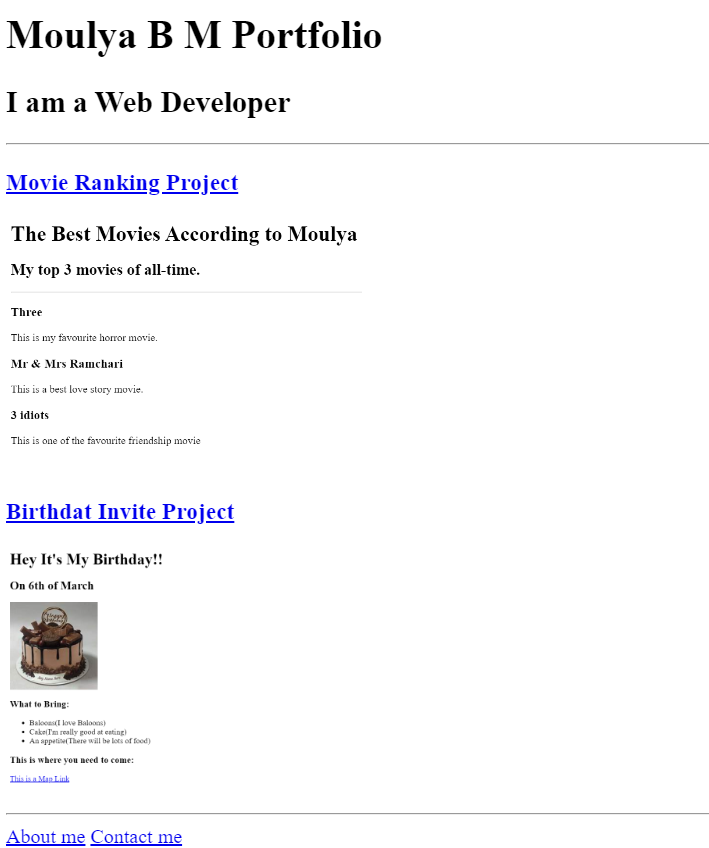 Moulya B M Portfolio
I am a Web Developer
Movie Ranking Project
The Best Movies According to Moulya
My top 3 movies of all-time.
Three
This is my favourite horror movie.
Mr & Mrs Ramchari
This is a best love story movie.
3 idiots
This is one of the favourite friendship movie
Birthdat Invite Project
Hey It's My Birthday!!
On 6th of March
What to Bring:
Baloons(I love Baloons)
Cake(I'm really good at eating)
An appetite(There will be lots of food)
This is where you need to come:
This is a Map Link
About me Contact me